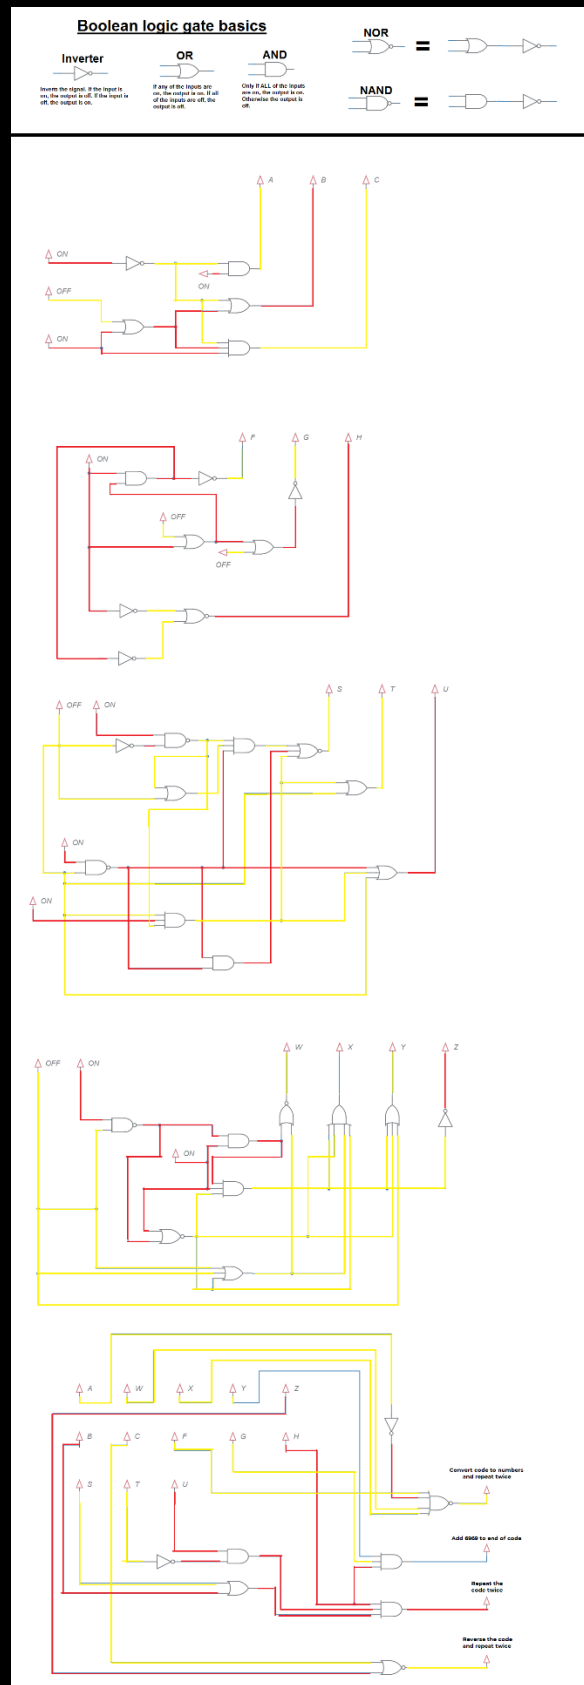 Boolean logic gate basics
Inverter
OR
AND
NOR
=
Inverts the signal. If the input is
on, the output is off. If the input is
off, the output is on.
If any of the inputs are
on, the output is on. If all
of the inputs are off, the
output is off.
Only if ALL of the inputs
are on, the output is on.
Otherwise the output is
off.
NAND
=
A
B
C
ON
OFF
ON
ON
F
G
H
ON
OFF
OFF
S
T
U
OFF
ON
ON
ON
W
X
Y
Z
OFF
ON
ON
A
W
X
Y
Z
B
C
F
G
H
S
T
U
Convert code to numbers
and repeat twice
Add 6969 to end of code
Repeat the
code twice
Reverse the code
and repeat twice